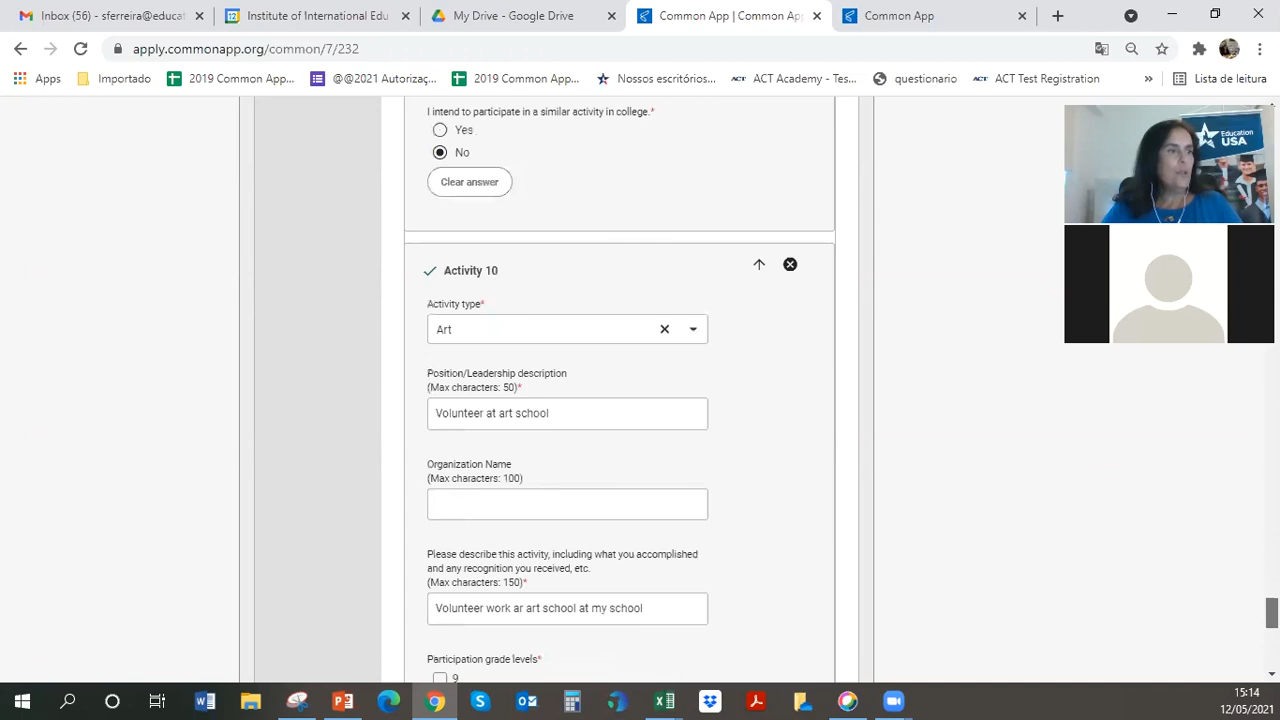 Inbox (56) - sferreira@educat
Institute of International Edu
My Drive - Google Drive
Common App | Common App
Common App
apply.commonapp.org/common/7/232
Apps
Importado
2019 Common App...
@@2021 Autorizaç...
2019 Common App...
Nossos escritórios...
ACT Academy - Tes...
questionario
ACT Test Registration
»
Lista de leitura
I intend to participate in a similar activity in college.*
Yes
No
Clear answer
Education
USA
Activity 10
Activity type*
Art
Position/Leadership description
(Max characters: 50)*
Volunteer at art school
Organization Name
(Max characters: 100)
Please describe this activity, including what you accomplished
and any recognition you received, etc.
(Max characters: 150)*
Volunteer work ar art school at my school
Participation grade levels*
9
15:14
12/05/2021